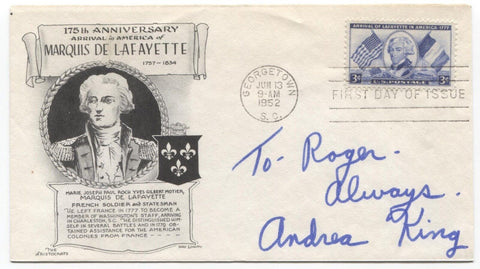 175th ANNIVERSARY
ARRIVAL in AMERICA of
MARQUIS DE LAFAYETTE
1757 — 1834
MARIE JOSEPH PAUL ROCH YVES GILBERT MOTIER,
MARQUIS DE LAFAYETTE
FRENCH SOLDIER and STATESMAN
HE LEFT FRANCE IN 1777 TO BECOME A
MEMBER OF WASHINGTON'S STAFF, ARRIVING
IN CHARLESTON, S.C. HE DISTINGUISHED HIM
SELF IN SEVERAL BATTLES AND IN 1779 OB-
TAINED ASSISTANCE FOR THE AMERICAN
COLONIES FROM FRANCE
THE
ARISTOCRATS
GEORGETOWN
JUN 13
9-AM
1952
S.C.
ARRIVAL OF LAFAYETTE IN AMERICA-1777
3¢ U.S.POSTAGE 3¢
FIRST DAY OF ISSUE
To Roger.
Always.
Andrea King